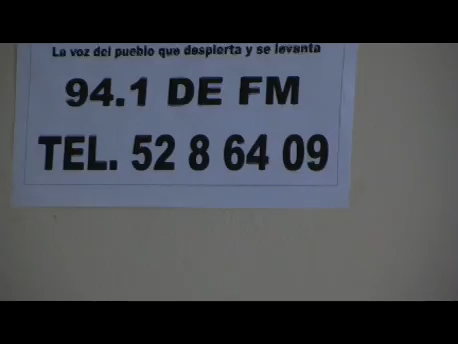 La voz del pueblo que despierta y se levanta
94.1 DE FM
TEL. 52 8 64 09